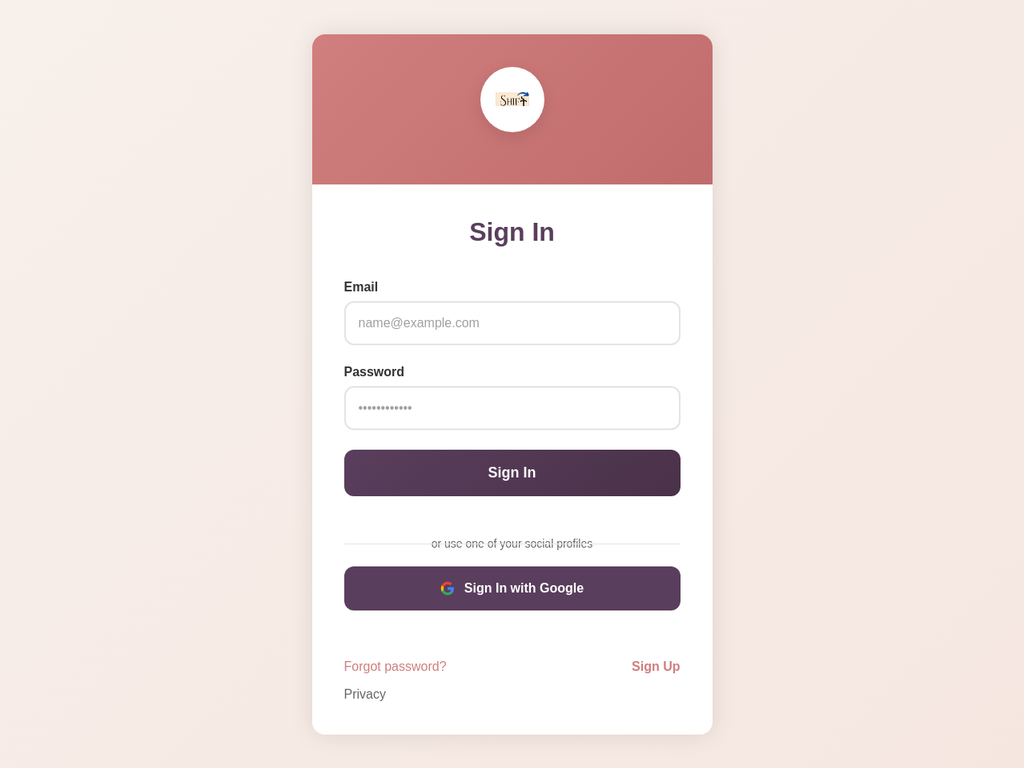 SHIFT
Sign In
Email
name@example.com
Password
••••••••••••
Sign In
or use one of your social profiles
Sign In with Google
Forgot password?
Sign Up
Privacy